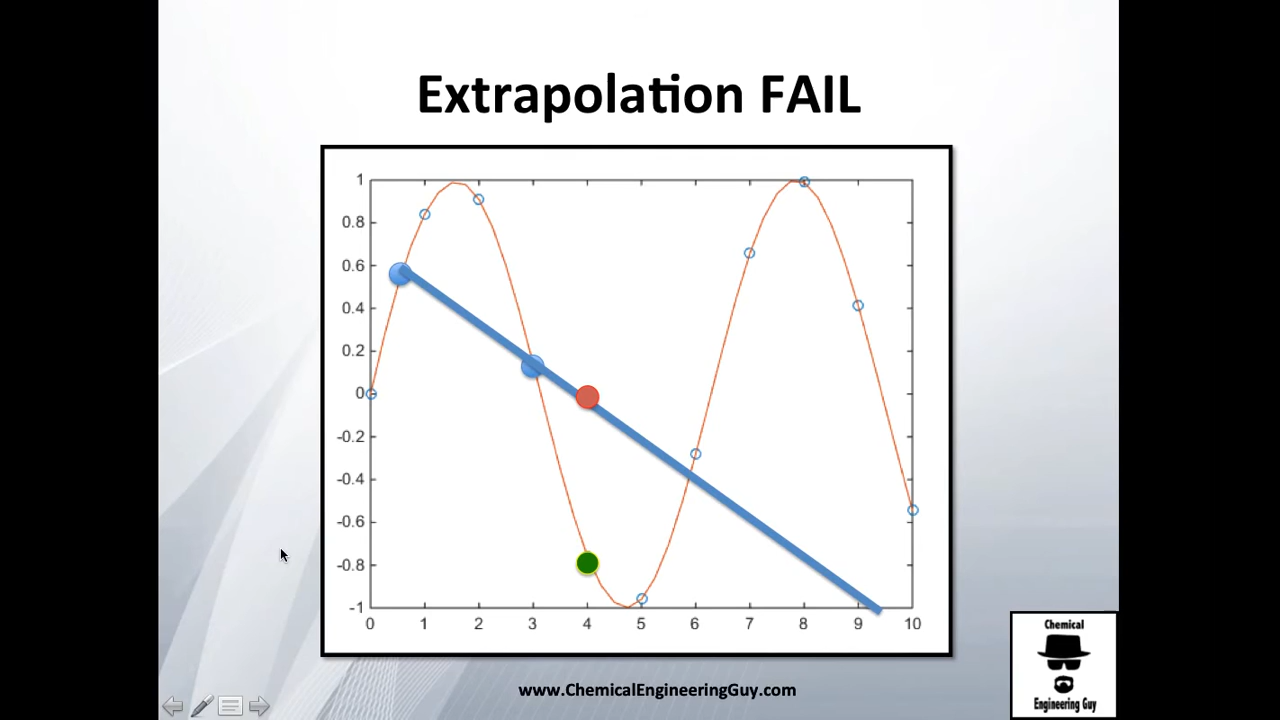 Extrapolation FAIL
1
0.8
0.6
0.4
0.2
0
-0.2
-0.4
-0.6
-0.8
-1
0 1 2 3 4 5 6 7 8 9 10
www.ChemicalEngineeringGuy.com
Chemical
Engineering Guy